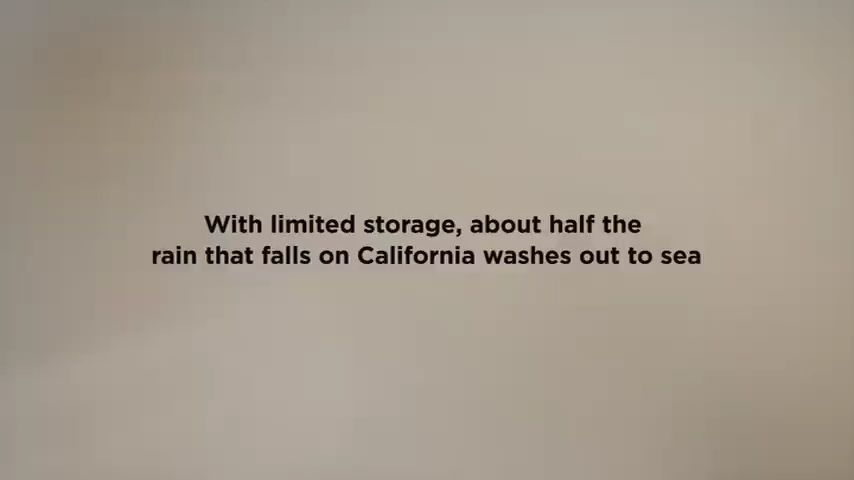 With limited storage, about half the
rain that falls on California washes out to sea